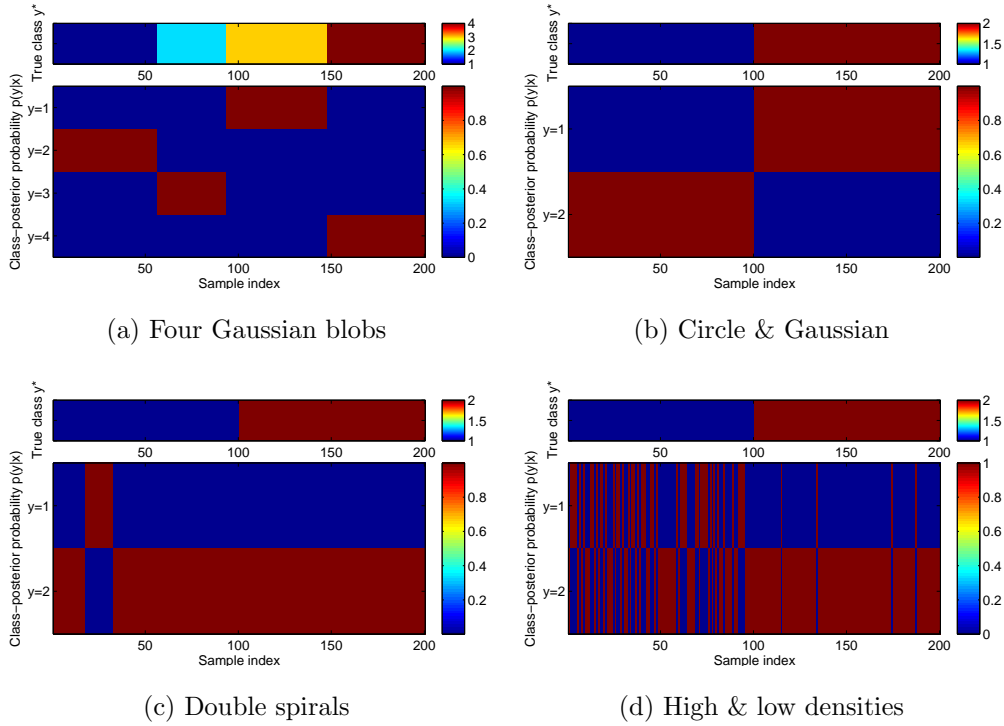 True class y*
4
3
2
1
50
100
150
200
Class-posterior probability p(y|x)
y=1
y=2
y=3
y=4
0.8
0.6
0.4
0.2
0
50
100
150
200
Sample index
(a) Four Gaussian blobs
True class y*
2
1.5
1
50
100
150
200
Class-posterior probability p(y|x)
y=1
y=2
0.8
0.6
0.4
0.2
50
100
150
200
Sample index
(b) Circle & Gaussian
True class y*
2
1.5
1
50
100
150
200
Class-posterior probability p(y|x)
y=1
y=2
0.8
0.6
0.4
0.2
50
100
150
200
Sample index
(c) Double spirals
True class y*
2
1.5
1
50
100
150
200
Class-posterior probability p(y|x)
y=1
y=2
1
0.8
0.6
0.4
0.2
0
50
100
150
200
Sample index
(d) High & low densities